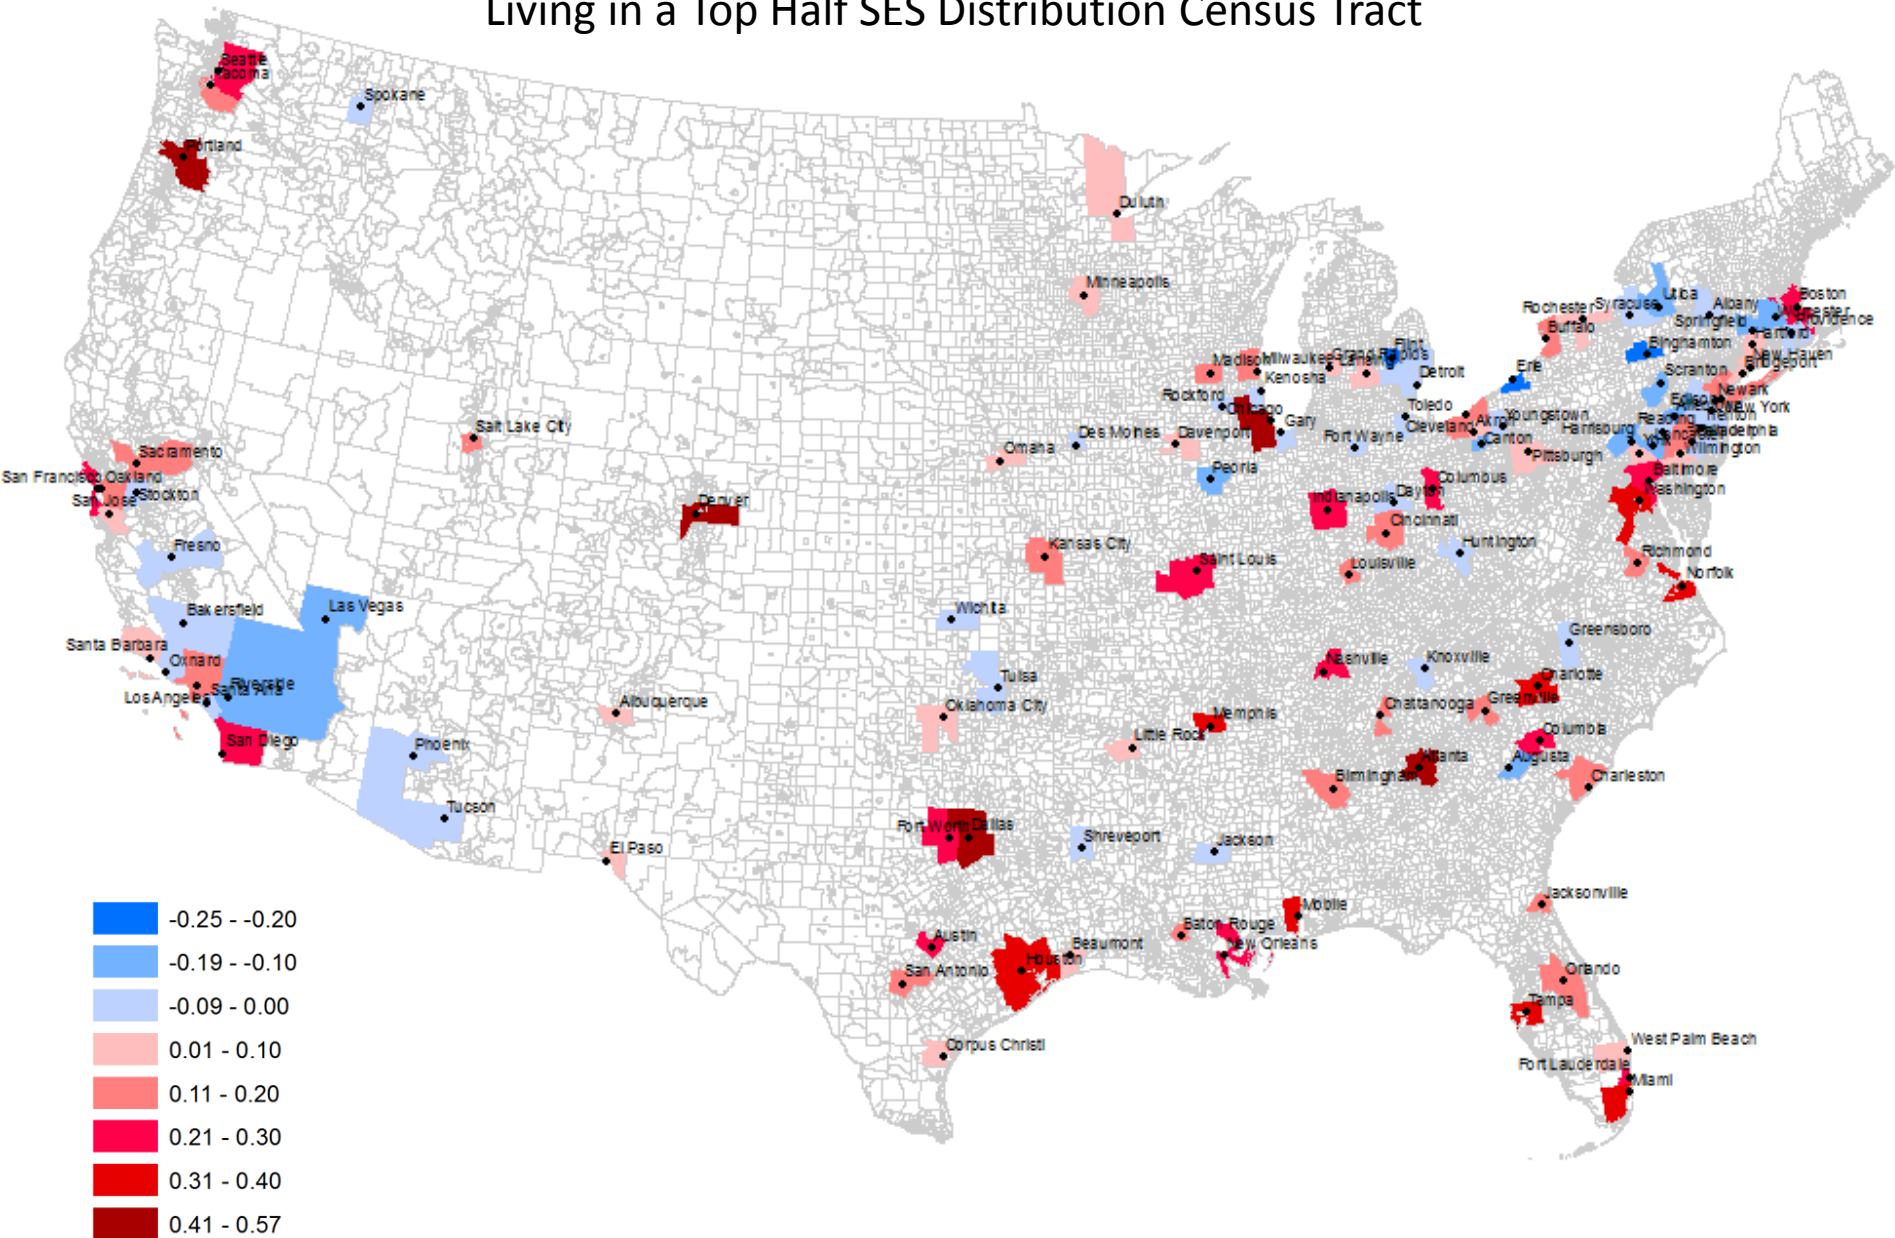 Living in a Top Half SES Distribution Census Tract
Seattle
Tacoma
Spokane
Portland
Duluth
Minneapolis
Boston
Utica
Rochester
Syracuse
Albany
Worcester
Providence
Springfield
Hartford
Buffalo
Binghamton
New Haven
Bridgeport
Flint
Madison
Milwaukee
Grand Rapids
Lansing
Detroit
Kenosha
Erie
Scranton
Rockford
Newark
Edison
New York
Chicago
Toledo
Trenton
Gary
Cleveland
Akron
Youngstown
Reading
Harrisburg
Philadelphia
Salt Lake City
Des Moines
Davenport
Fort Wayne
Canton
Lancaster
Omaha
Pittsburgh
Wilmington
Sacramento
Peoria
Baltimore
San Francisco
Oakland
Columbus
Stockton
Indianapolis
Dayton
Washington
San Jose
Denver
Cincinnati
Fresno
Kansas City
Huntington
Richmond
Saint Louis
Louisville
Norfolk
Bakersfield
Las Vegas
Wichita
Greensboro
Santa Barbara
Oxnard
Nashville
Knoxville
Tulsa
Charlotte
Riverside
Santa Ana
Los Angeles
Albuquerque
Oklahoma City
Chattanooga
Greenville
Memphis
San Diego
Phoenix
Little Rock
Columbia
Atlanta
Augusta
Birmingham
Charleston
Tucson
Fort Worth
Dallas
Shreveport
Jackson
El Paso
Jacksonville
-0.25 - -0.20
Mobile
Baton Rouge
Austin
Beaumont
New Orleans
-0.19 - -0.10
Houston
San Antonio
Orlando
-0.09 - 0.00
Tampa
West Palm Beach
0.01 - 0.10
Corpus Christi
Fort Lauderdale
Miami
0.11 - 0.20
0.21 - 0.30
0.31 - 0.40
0.41 - 0.57